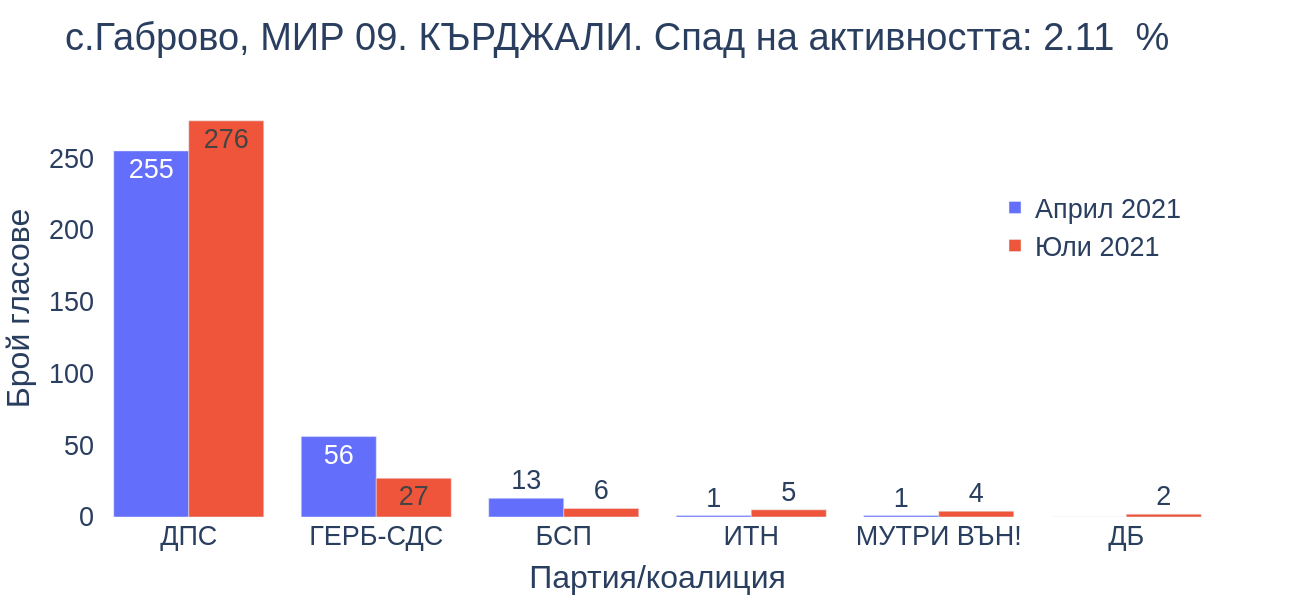 с.Габрово, МИР 09. КЪРДЖАЛИ. Спад на активността: 2.11 %
Брой гласове
250
200
150
100
50
0
255
276
56
27
13
6
1
5
1
4
2
Април 2021
Юли 2021
ДПС
ГЕРБ-СДС
БСП
ИТН
МУТРИ ВЪН!
ДБ
Партия/коалиция